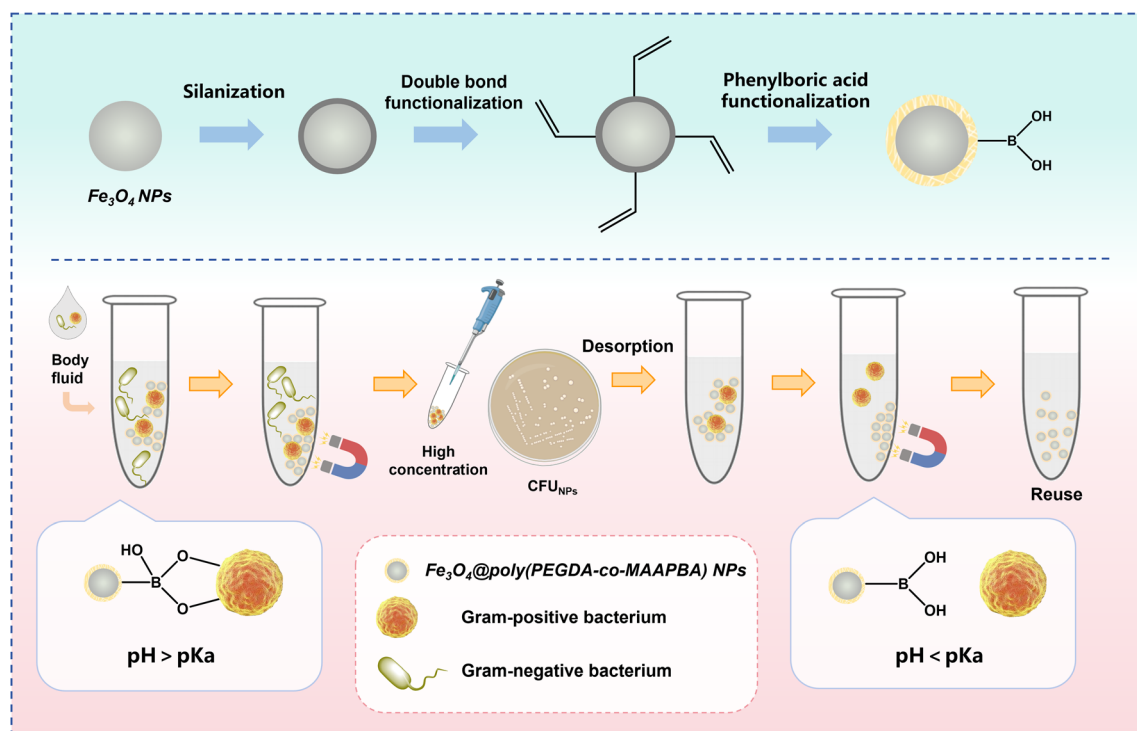 Silanization
Double bond
functionalization
Phenylboric acid
functionalization
Fe₃O₄ NPs
OH
B
OH
Body
fluid
High
concentration
CFU_NPs
Desorption
Reuse
HO
O
B
O
pH > pKa
Fe₃O₄@poly(PEGDA-co-MAAPBA) NPs
Gram-positive bacterium
Gram-negative bacterium
OH
B
OH
pH < pKa